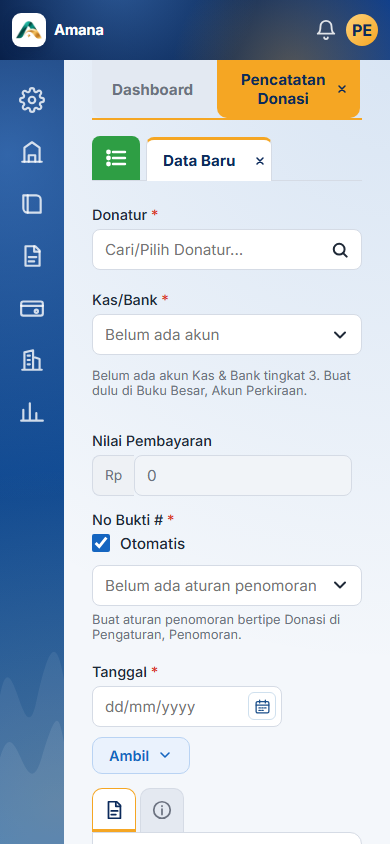 Amana
PE
Dashboard
Pencatatan
Donasi
Data Baru
Donatur *
Cari/Pilih Donatur...
Kas/Bank *
Belum ada akun
Belum ada akun Kas & Bank tingkat 3. Buat
dulu di Buku Besar, Akun Perkiraan.
Nilai Pembayaran
Rp
0
No Bukti # *
Otomatis
Belum ada aturan penomoran
Buat aturan penomoran bertipe Donasi di
Pengaturan, Penomoran.
Tanggal *
dd/mm/yyyy
Ambil